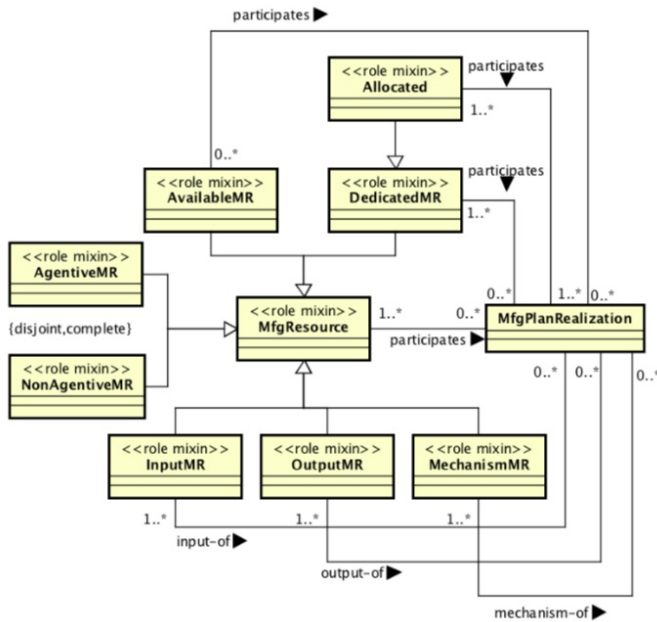 participates ▶
<<role mixin>>
Allocated
participates
▼
1..*
0..*
<<role mixin>>
AvailableMR
<<role mixin>>
DedicatedMR
participates
▼
1..*
<<role mixin>>
AgentiveMR
{disjoint,complete}
<<role mixin>>
NonAgentiveMR
<<role mixin>>
MfgResource
1..*
0..*
participates ▶
0..*
1..*
0..*
MfgPlanRealization
0..*
0..*
0..*
<<role mixin>>
InputMR
<<role mixin>>
OutputMR
<<role mixin>>
MechanismMR
1..*
1..*
1..*
input-of ▶
output-of ▶
mechanism-of ▶